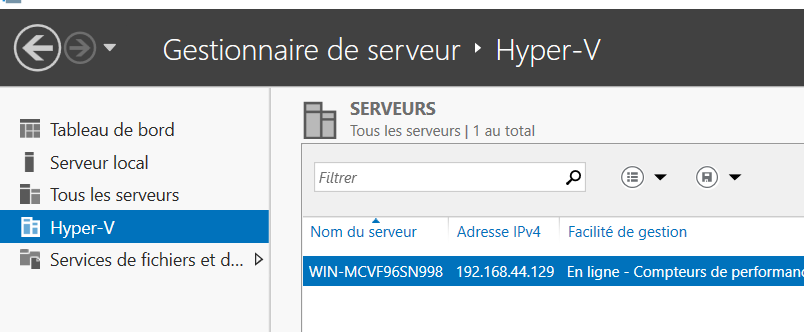 Gestionnaire de serveur ‣ Hyper-V
Tableau de bord
Serveur local
Tous les serveurs
Hyper-V
Services de fichiers et d...
SERVEURS
Tous les serveurs | 1 au total
Filtrer
Nom du serveur Adresse IPv4 Facilité de gestion
WIN-MCVF96SN998 192.168.44.129 En ligne - Compteurs de